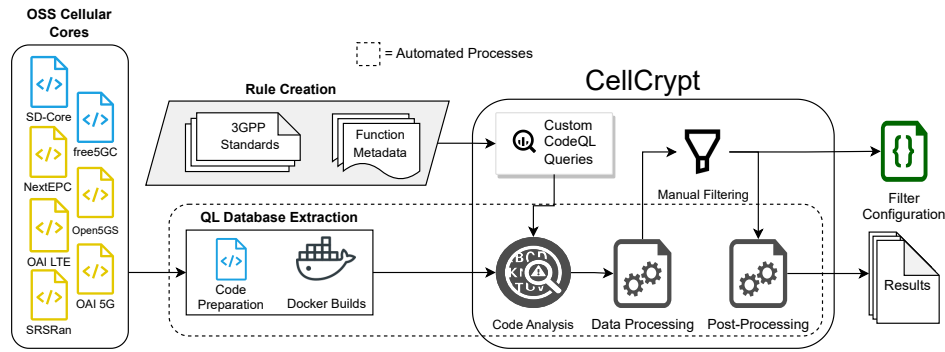 OSS Cellular
Cores
</>
SD-Core
</>
free5GC
</>
NextEPC
</>
Open5GS
</>
OAI LTE
</>
OAI 5G
</>
SRSRan
= Automated Processes
Rule Creation
3GPP
Standards
Function
Metadata
CellCrypt
Custom
CodeQL
Queries
Manual Filtering
{}
Filter
Configuration
QL Database Extraction
</>
Code
Preparation
Docker Builds
Code Analysis
Data Processing
Post-Processing
Results